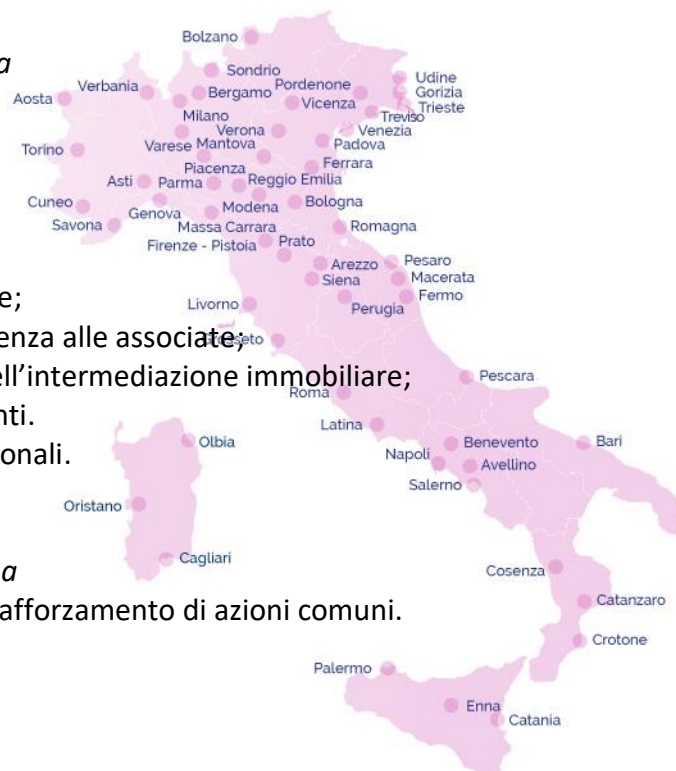 Bolzano
a
Sondrio
Udine
Verbania
Pordenone
Bergamo
Gorizia
Aosta
Vicenza
Trieste
Milano
Treviso
Verona
Venezia
Torino
Varese Mantova
Padova
Piacenza
Ferrara
Asti
Parma
Reggio Emilia
Cuneo
Genova
Modena
Bologna
Savona
Massa Carrara
Romagna
Firenze - Pistoia
Prato
Arezzo
Pesaro
Siena
Macerata
e;
Livorno
Perugia
Fermo
enza alle associate;
Grosseto
ell’intermediazione immobiliare;
Pescara
Roma
nti.
Latina
Olbia
Benevento
Bari
onali.
Napoli
Avellino
Salerno
Oristano
Cagliari
Cosenza
a
afforzamento di azioni comuni.
Catanzaro
Crotone
Palermo
Enna
Catania